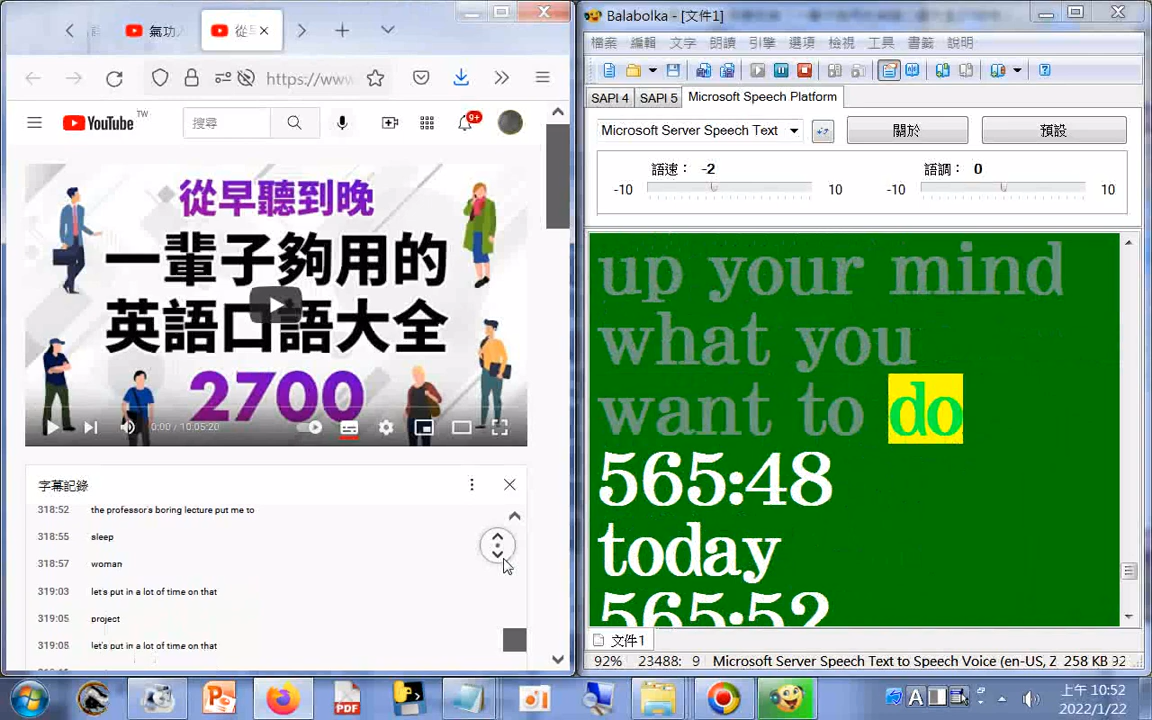 氣功
從
https://www
YouTube TW
搜尋
9+
從早聽到晚
一輩子夠用的
英語口語大全
2700
0:00 / 10:05:20
字幕記錄
318:52 the professor's boring lecture put me to
318:55 sleep
318:57 woman
319:03 let's put in a lot of time on that
319:05 project
319:08 let's put in a lot of time on that
Balabolka - [文件1]
檔案 編輯 文字 朗讀 引擎 選項 檢視 工具 書籤 說明
SAPI 4 SAPI 5 Microsoft Speech Platform
Microsoft Server Speech Text 關於 預設
語速： -2 語調： 0
-10 10 -10 10
up your mind
what you
want to do
565:48
today
565:52
文件1
92% 23488: 9 Microsoft Server Speech Text to Speech Voice (en-US, Z 258 KB 92
PDF
A
上午 10:52
2022/1/22